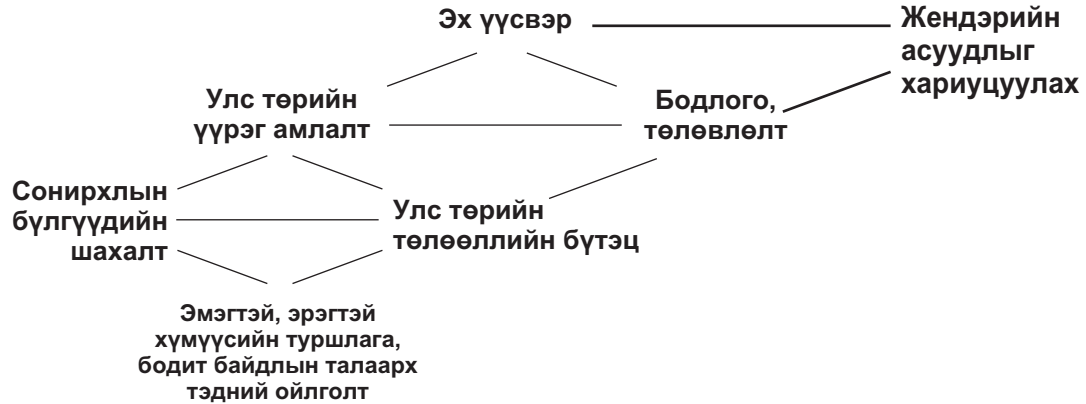 Эх үүсвэр
Жендэрийн
асуудлыг
хариуцуулах
Улс төрийн
үүрэг амлалт
Бодлого,
төлөвлөлт
Сонирхлын
бүлгүүдийн
шахалт
Улс төрийн
төлөөллийн бүтэц
Эмэгтэй, эрэгтэй
хүмүүсийн туршлага,
бодит байдлын талаарх
тэдний ойлголт